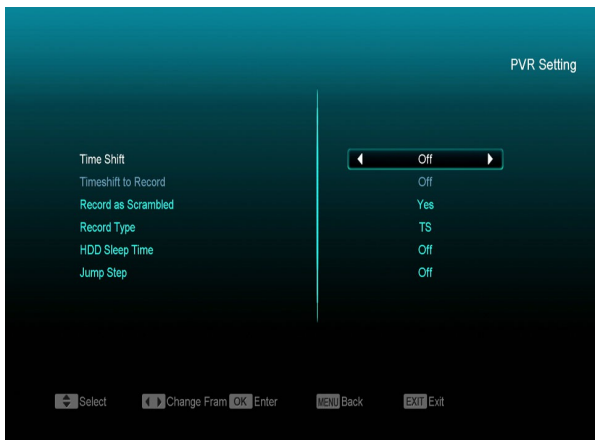 PVR Setting
Time Shift Off
Timeshift to Record Off
Record as Scrambled Yes
Record Type TS
HDD Sleep Time Off
Jump Step Off
Select Change Fram OK Enter MENU Back EXIT Exit